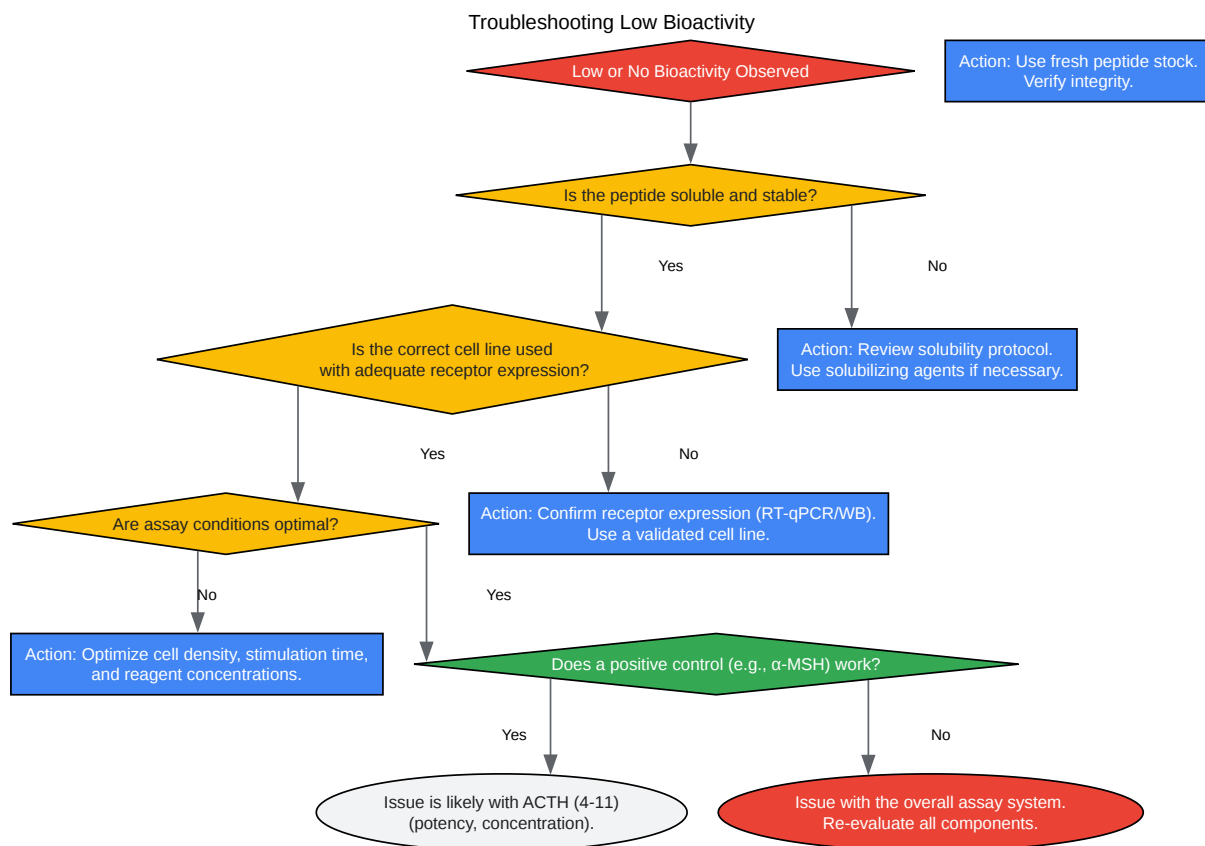 Troubleshooting Low Bioactivity
Low or No Bioactivity Observed
Action: Use fresh peptide stock.
Verify integrity.
Is the peptide soluble and stable?
Yes
No
Is the correct cell line used
with adequate receptor expression?
Action: Review solubility protocol.
Use solubilizing agents if necessary.
Yes
No
Are assay conditions optimal?
Action: Confirm receptor expression (RT-qPCR/WB).
Use a validated cell line.
No
Yes
Action: Optimize cell density, stimulation time,
and reagent concentrations.
Does a positive control (e.g., α-MSH) work?
Yes
No
Issue is likely with ACTH (4-11)
(potency, concentration).
Issue with the overall assay system.
Re-evaluate all components.